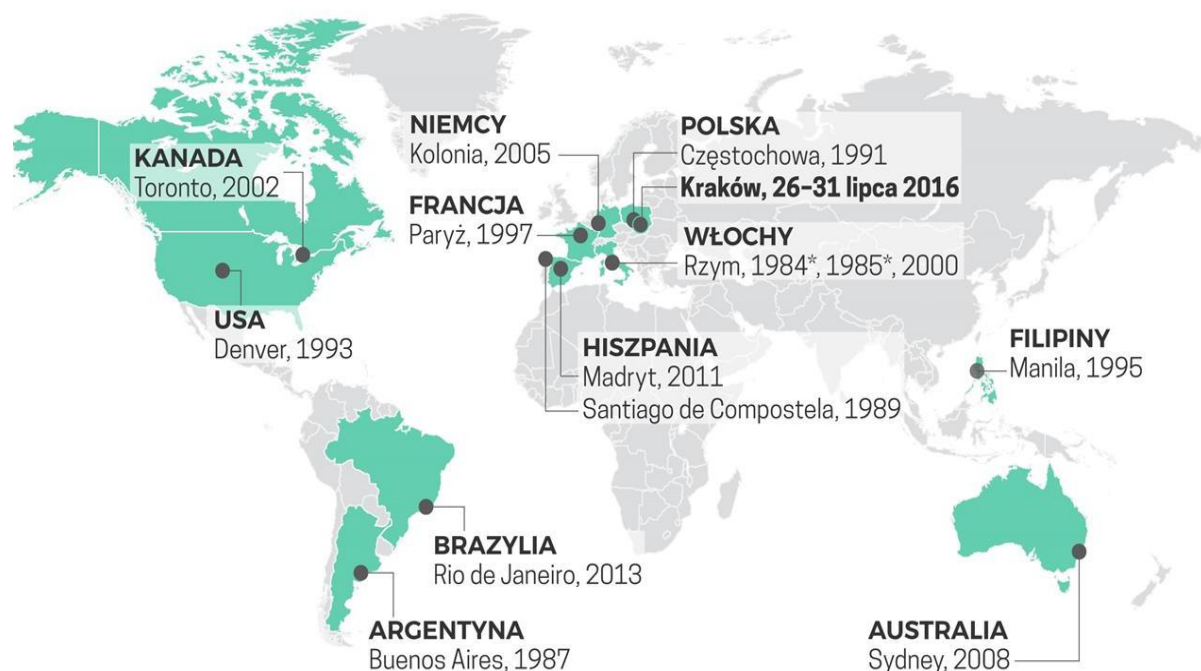 NIEMCY
Kolonia, 2005
POLSKA
Częstochowa, 1991
Kraków, 26–31 lipca 2016
KANADA
Toronto, 2002
FRANCJA
Paryż, 1997
WŁOCHY
Rzym, 1984*, 1985*, 2000
USA
Denver, 1993
HISZPANIA
Madryt, 2011
Santiago de Compostela, 1989
FILIPINY
Manila, 1995
BRAZYLIA
Rio de Janeiro, 2013
ARGENTYNA
Buenos Aires, 1987
AUSTRALIA
Sydney, 2008